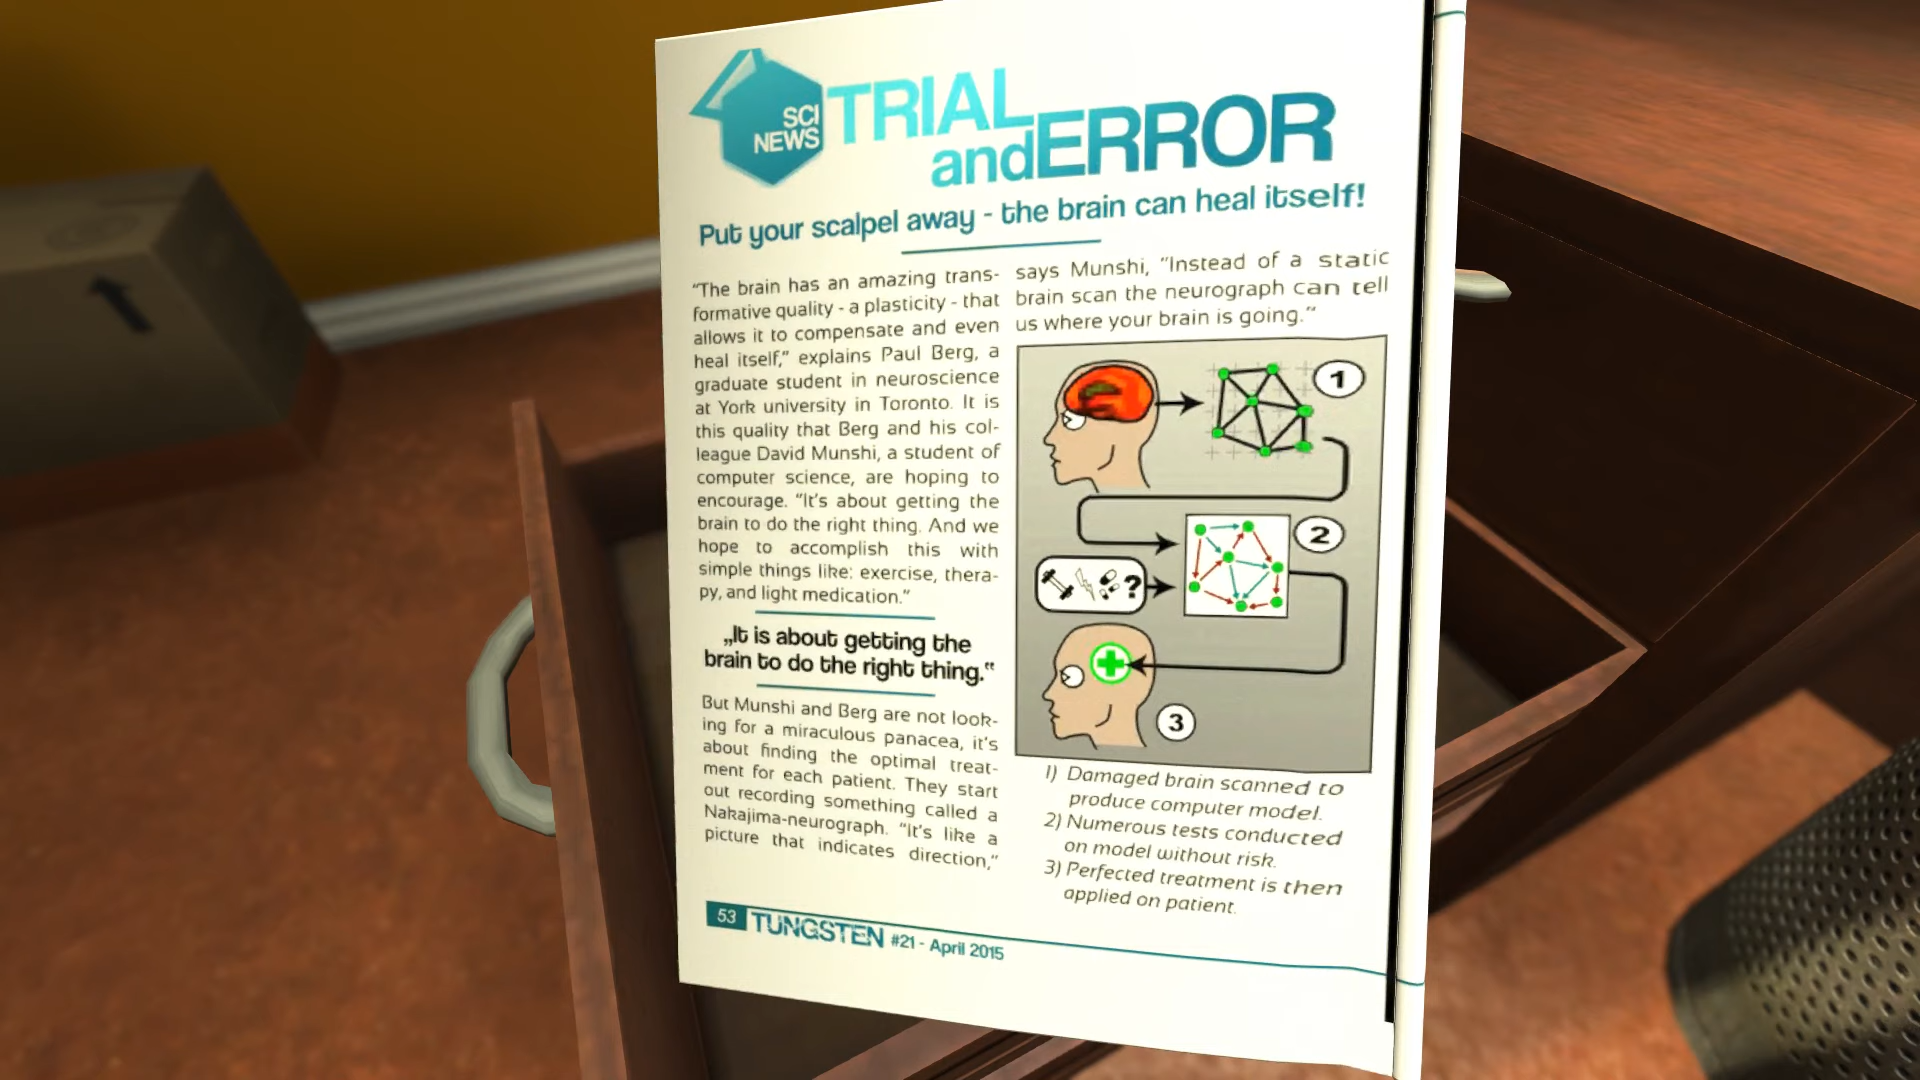 SCI
NEWS
TRIAL
andERROR
Put your scalpel away - the brain can heal itself!
"The brain has an amazing trans-
formative quality - a plasticity - that
allows it to compensate and even
heal itself," explains Paul Berg, a
graduate student in neuroscience
at York university in Toronto. It is
this quality that Berg and his col-
league David Munshi, a student of
computer science, are hoping to
encourage. "It's about getting the
brain to do the right thing. And we
hope to accomplish this with
simple things like: exercise, thera-
py, and light medication."
„It is about getting the
brain to do the right thing."
But Munshi and Berg are not look-
ing for a miraculous panacea, it's
about finding the optimal treat-
ment for each patient. They start
out recording something called a
Nakajima-neurograph. "It's like a
picture that indicates direction,"
says Munshi, "Instead of a static
brain scan the neurograph can tell
us where your brain is going."
1
2
?
3
1) Damaged brain scanned to
produce computer model.
2) Numerous tests conducted
on model without risk.
3) Perfected treatment is then
applied on patient.
53 TUNGSTEN #21 - April 2015